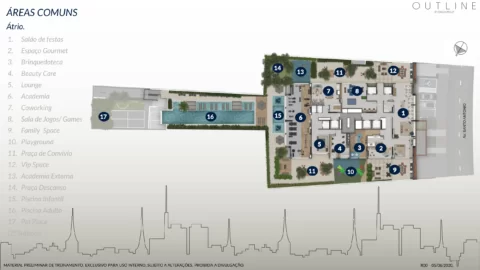 ÁREAS COMUNS
Átrio.
OUTLINE
1. Salão de festas
2. Espaço Gourmet
3. Brinquedoteca
4. Beauty Care
5. Lounge
6. Academia
7. Coworking
8. Sala de Jogos/ Games
9. Family Space
10. Playground
11. Praça de Convívio
12. Vip Space
13. Academia Externa
14. Praça Descanso
15. Piscina Infantil
16. Piscina Adulto
17.
14
13
11
12
7
8
17
16
15
6
1
5
4
3
2
11
10
9
MATERIAL PRELIMINAR DE TREINAMENTO, EXCLUSIVO PARA USO INTERNO, SUJEITO A ALTERAÇÕES, PROIBIDA A DIVULGAÇÃO